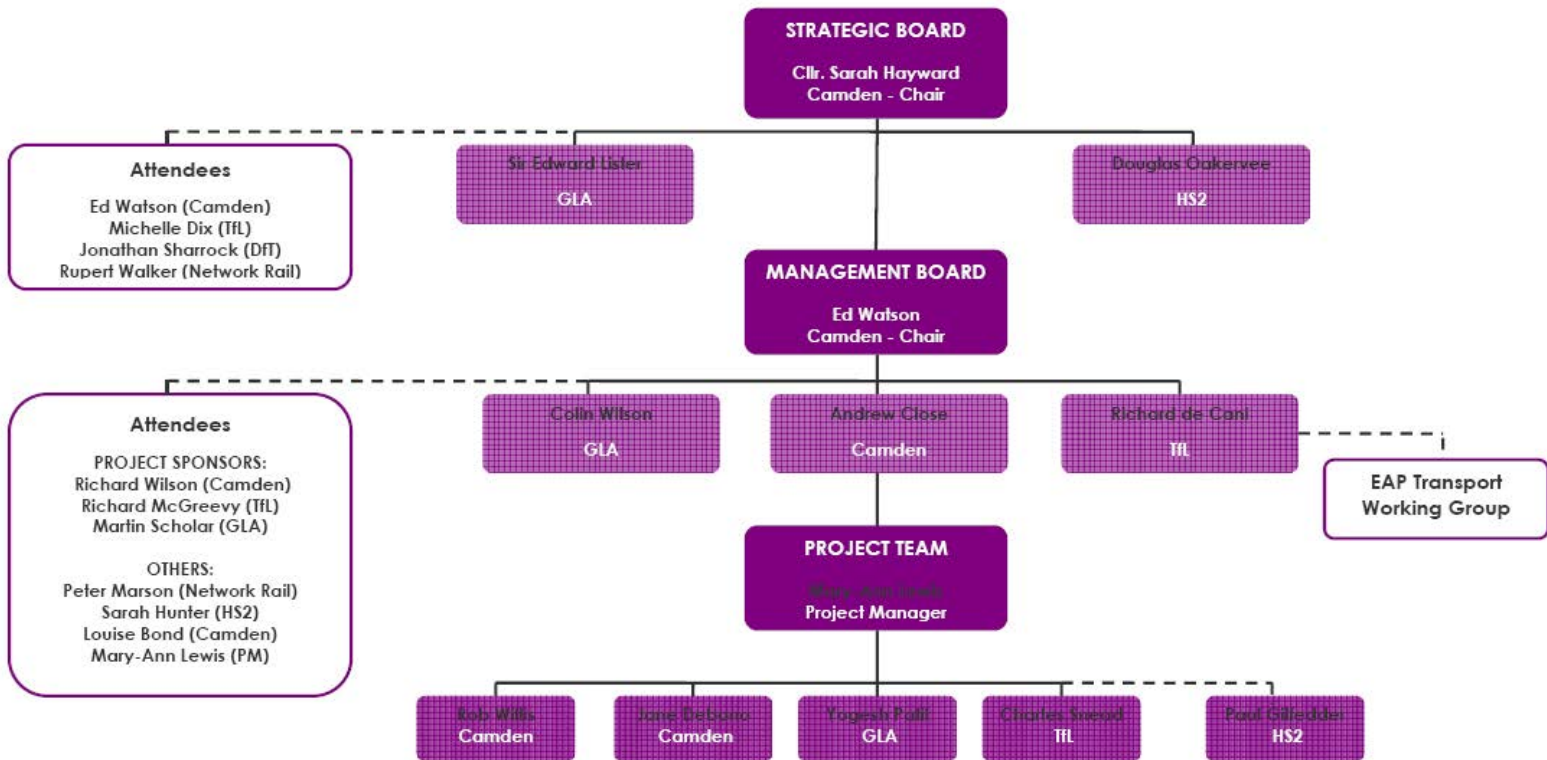 STRATEGIC BOARD
Cllr. Sarah Hayward
Camden - Chair
Attendees
Ed Watson (Camden)
Michelle Dix (TfL)
Jonathan Sharrock (DfT)
Rupert Walker (Network Rail)
Sir Edward Lister
GLA
Douglas Oakervee
HS2
MANAGEMENT BOARD
Ed Watson
Camden - Chair
Attendees
PROJECT SPONSORS:
Richard Wilson (Camden)
Richard McGreevy (TfL)
Martin Scholar (GLA)
OTHERS:
Peter Marson (Network Rail)
Sarah Hunter (HS2)
Louise Bond (Camden)
Mary-Ann Lewis (PM)
Colin Wilson
GLA
Andrew Close
Camden
Richard de Cani
TfL
EAP Transport
Working Group
PROJECT TEAM
Mary-Ann Lewis
Project Manager
Rob Willis
Camden
Jane Debono
Camden
Yogesh Patil
GLA
Charles Snead
TfL
Paul Gilfedder
HS2